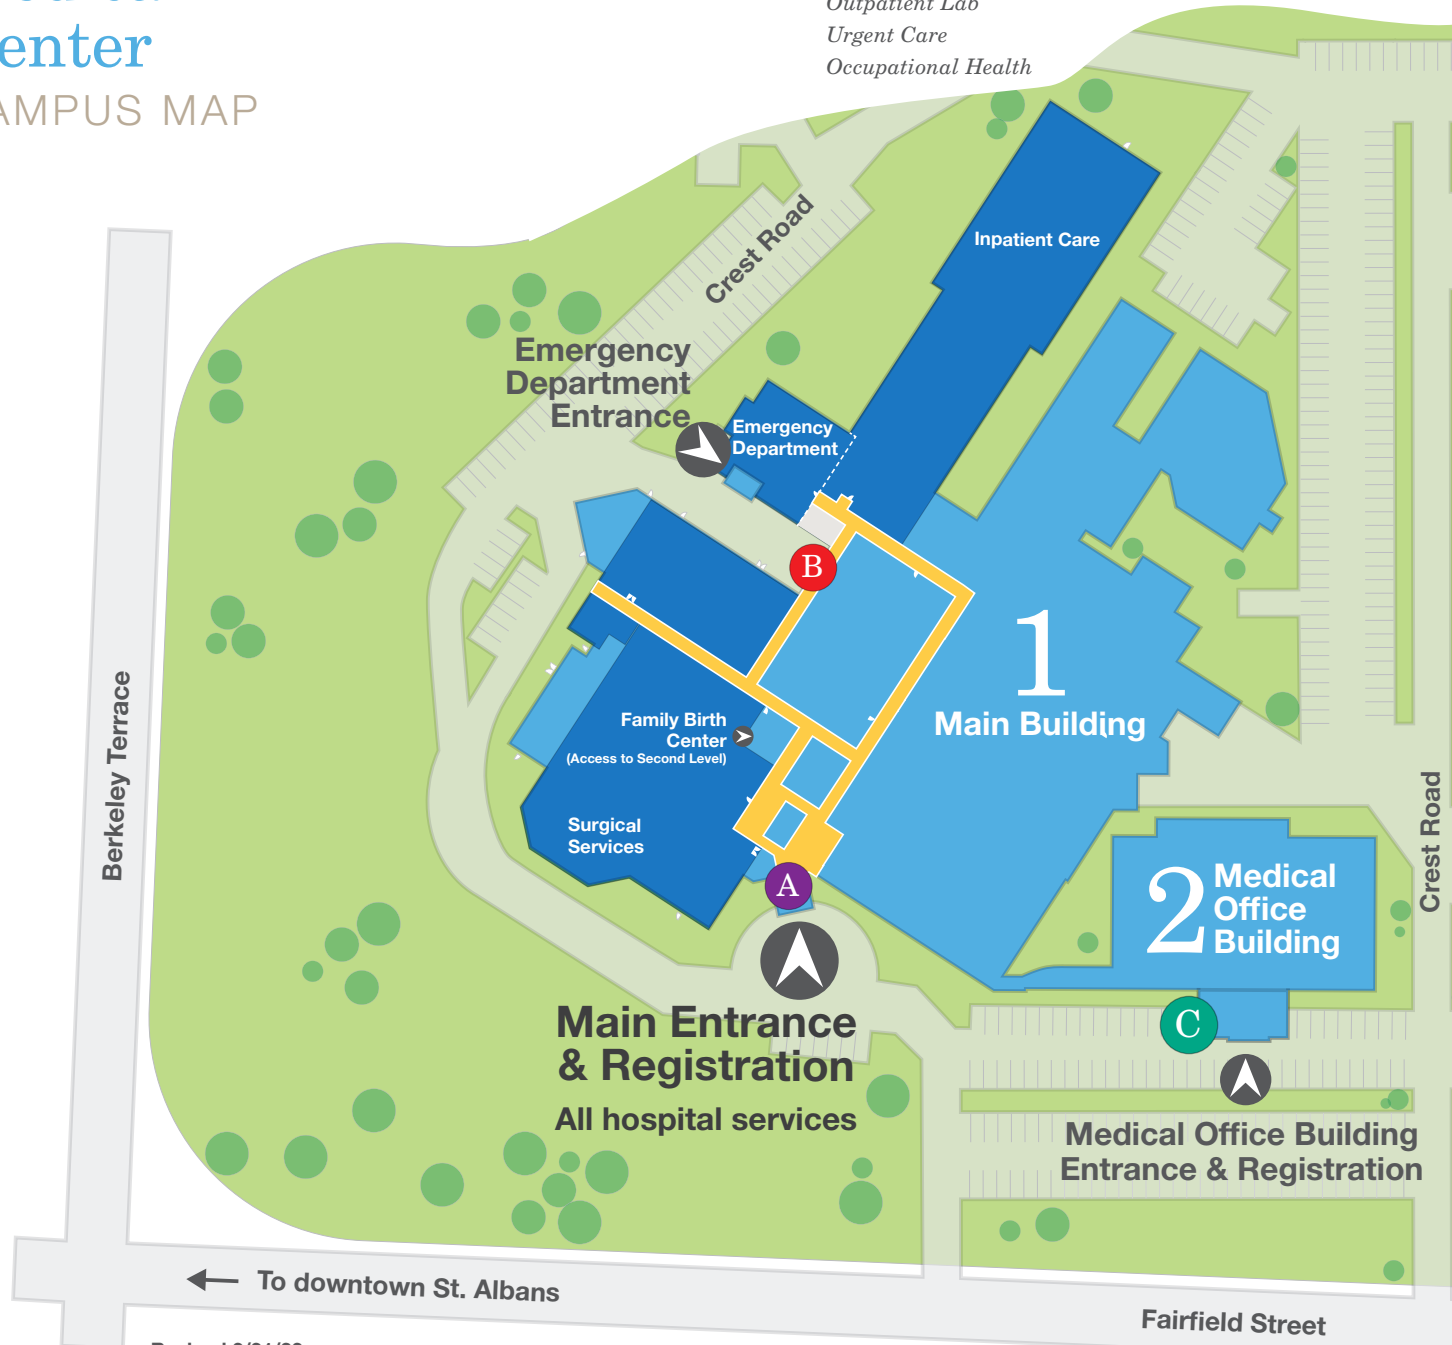 enter
AMPUS MAP
Outpatient Lab
Urgent Care
Occupational Health
Crest Road
Inpatient Care
Emergency
Department
Entrance
Emergency
Department
B
1
Main Building
Family Birth
Center
(Access to Second Level)
Surgical
Services
Berkeley Terrace
Crest Road
A
2
Medical
Office
Building
C
Main Entrance
& Registration
All hospital services
Medical Office Building
Entrance & Registration
To downtown St. Albans
Fairfield Street